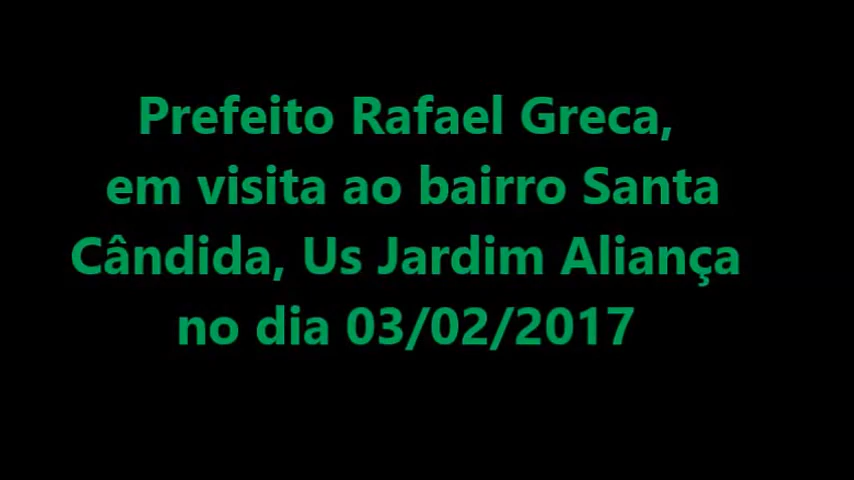 Prefeito Rafael Greca,
em visita ao bairro Santa
Cândida, Us Jardim Aliança
no dia 03/02/2017